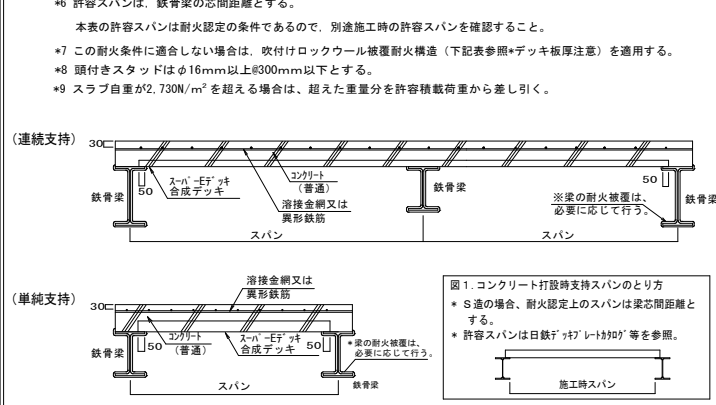 *6 許容スパンは，鉄骨梁の芯間距離とする。
本表の許容スパンは耐火認定の条件であるので，別途施工時の許容スパンを確認すること。
*7 この耐火条件に適合しない場合は，吹付けロックウール被覆耐火構造（下記表参照*デッキ板厚注意）を適用する。
*8 頭付きスタッドはφ16mm以上@300mm以下とする。
*9 スラブ自重が2,730N/m²を超える場合は，超えた重量分を許容積載荷重から差し引く。
(連続支持)
30
50
鉄骨梁
スーパーEデッキ
合成デッキ
コンクリート
(普通)
溶接金網又は
異形鉄筋
鉄骨梁
50
※梁の耐火被覆は、
必要に応じて行う。
鉄骨梁
スパン
スパン
(単純支持)
溶接金網又は
異形鉄筋
30
鉄骨梁
50
コンクリート
(普通)
スーパーEデッキ
合成デッキ
50
*梁の耐火被覆は、
必要に応じて行う。
スパン
鉄骨梁
図1.コンクリート打設時支持スパンのとり方
* S造の場合、耐火認定上のスパンは梁芯間距離と
する。
* 許容スパンは日鉄デッキプレートカタログ等を参照。
施工時スパン